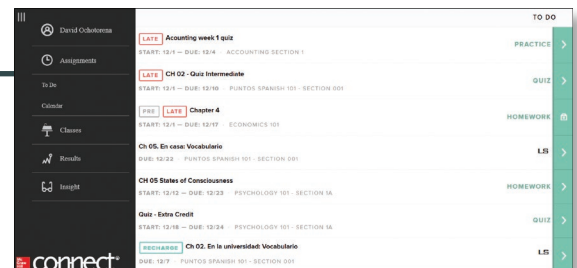 TO DO
David Ochotorena
Assignments
To Do
Calendar
Classes
Results
Insight
Mc Graw Hill connect®
LATE Acounting week 1 quiz
START: 12/1 — DUE: 12/4 · ACCOUNTING SECTION 1
PRACTICE
LATE CH 02 - Quiz Intermediate
START: 12/1 — DUE: 12/10 · PUNTOS SPANISH 101 - SECTION 001
QUIZ
PRE LATE Chapter 4
START: 12/1 — DUE: 12/17 · ECONOMICS 101
HOMEWORK
Ch 05. En casa: Vocabulario
DUE: 12/22 · PUNTOS SPANISH 101 - SECTION 001
LS
CH 05 States of Consciousness
START: 12/12 — DUE: 12/23 · PSYCHOLOGY 101 - SECTION 1A
HOMEWORK
Quiz - Extra Credit
START: 12/18 — DUE: 12/24 · PSYCHOLOGY 101 - SECTION 1A
QUIZ
RECHARGE Ch 02. En la universidad: Vocabulario
DUE: 12/7 · PUNTOS SPANISH 101 - SECTION 001
LS